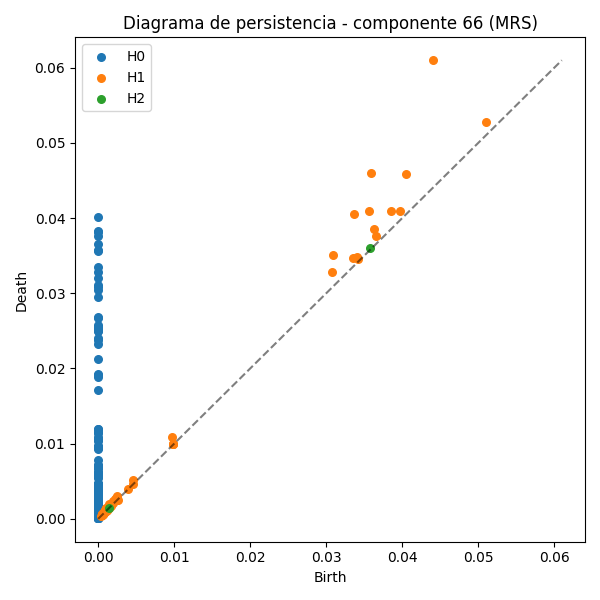 Diagrama de persistencia - componente 66 (MRS)
H0
H1
H2
Death
0.06
0.05
0.04
0.03
0.02
0.01
0.00
0.00 0.01 0.02 0.03 0.04 0.05 0.06
Birth